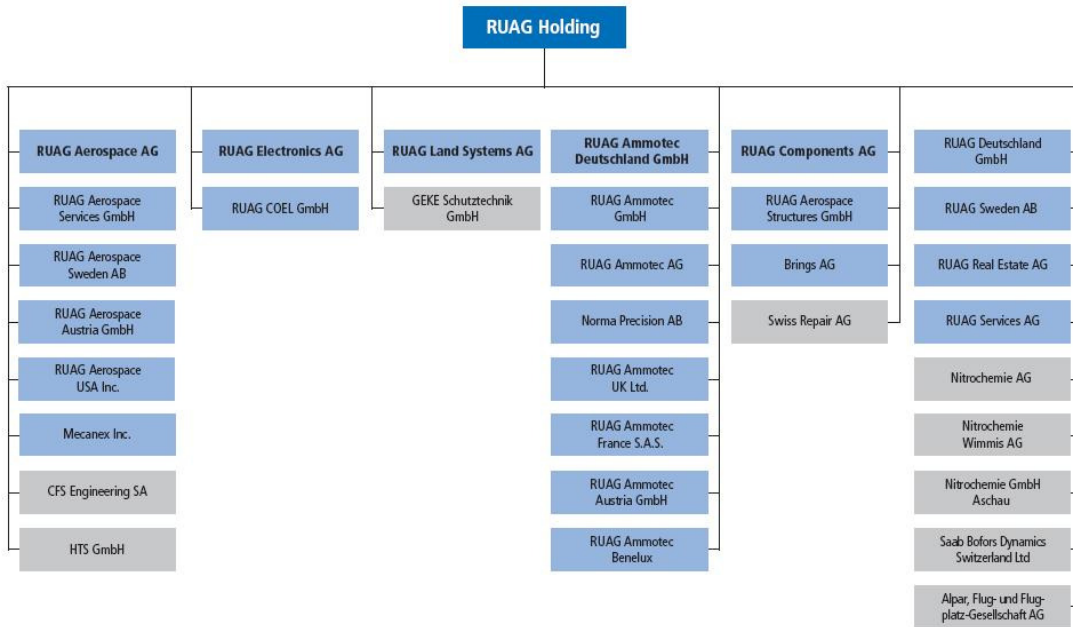 RUAG Holding
RUAG Aerospace AG
RUAG Aerospace
Services GmbH
RUAG Aerospace
Sweden AB
RUAG Aerospace
Austria GmbH
RUAG Aerospace
USA Inc.
Mecanex Inc.
CFS Engineering SA
HTS GmbH
RUAG Electronics AG
RUAG COEL GmbH
RUAG Land Systems AG
GEKE Schutztechnik
GmbH
RUAG Ammotec
Deutschland GmbH
RUAG Ammotec
GmbH
RUAG Ammotec AG
Norma Precision AB
RUAG Ammotec
UK Ltd.
RUAG Ammotec
France S.A.S.
RUAG Ammotec
Austria GmbH
RUAG Ammotec
Benelux
RUAG Components AG
RUAG Aerospace
Structures GmbH
Brings AG
Swiss Repair AG
RUAG Deutschland
GmbH
RUAG Sweden AB
RUAG Real Estate AG
RUAG Services AG
Nitrochemie AG
Nitrochemie
Wimmis AG
Nitrochemie GmbH
Aschau
Saab Bofors Dynamics
Switzerland Ltd
Alpar, Flug- und Flug-
platz-Gesellschaft AG